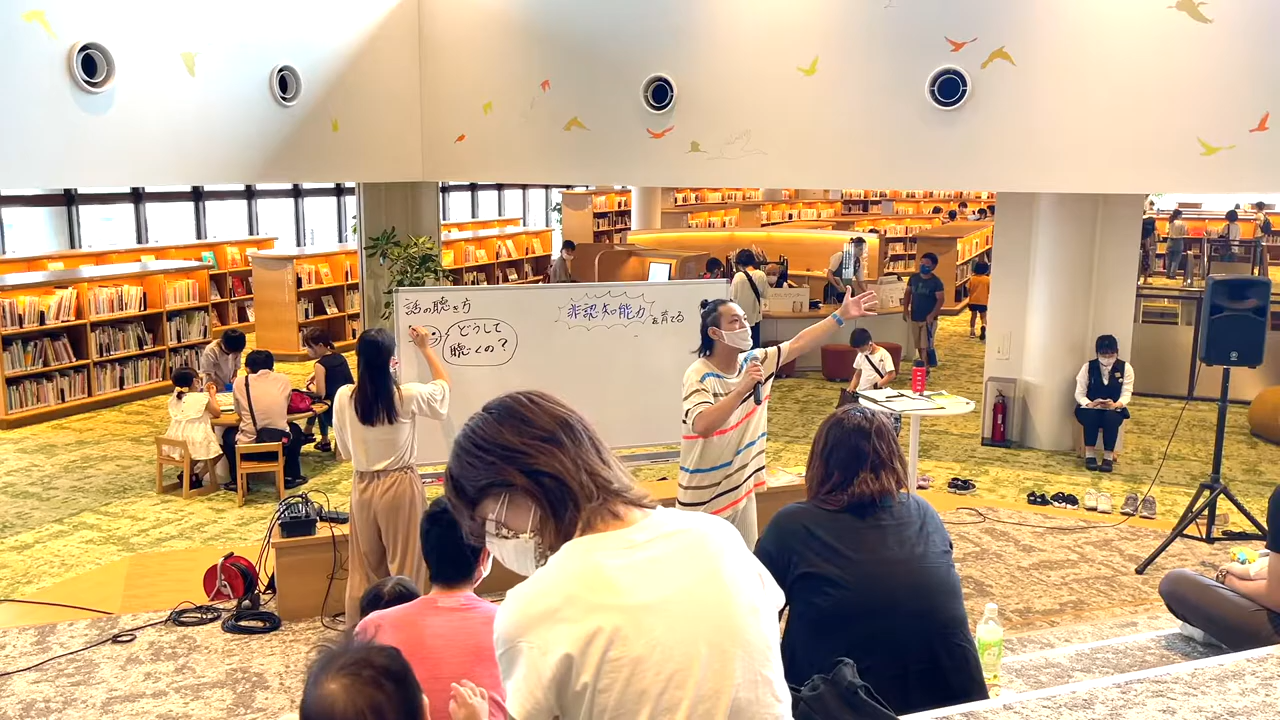 話の聴き方
どうして
聴くの？
非認知能力
を育てる